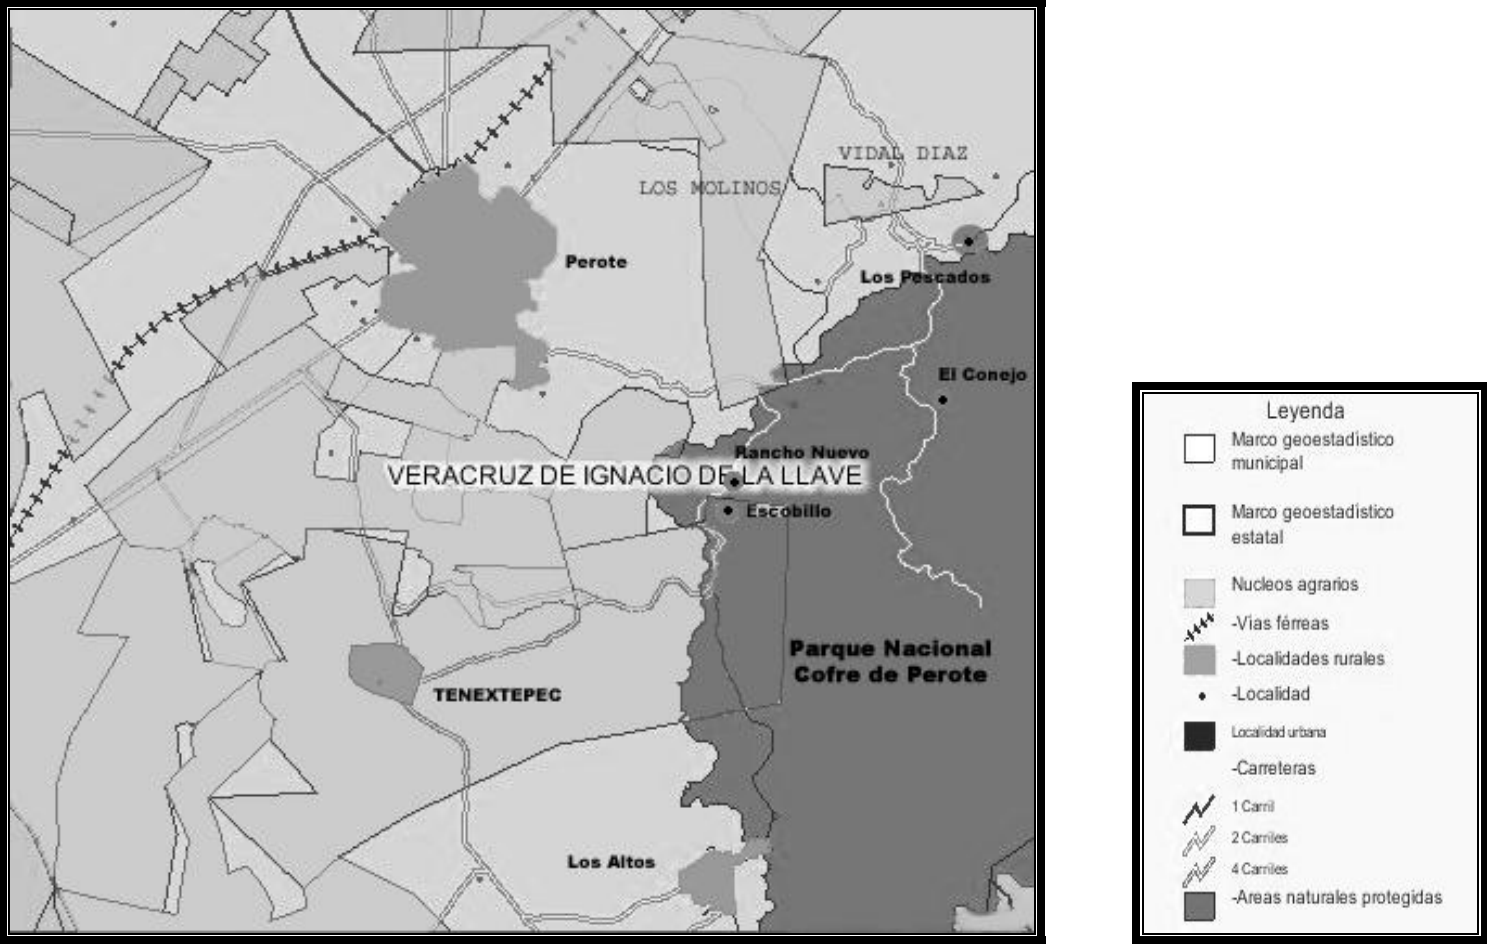 VIDAL DIAZ
LOS MOLINOS
Perote
Los Pescados
El Conejo
Rancho Nuevo
VERACRUZ DE IGNACIO DE LA LLAVE
Escobillo
Parque Nacional
Cofre de Perote
TENEXTEPEC
Los Altos
Leyenda
Marco geoestadístico
municipal
Marco geoestadístico
estatal
Nucleos agrarios
-Vías férreas
-Localidades rurales
-Localidad
Localidad urbana
-Carreteras
1 Carril
2 Carriles
4 Carriles
-Areas naturales protegidas